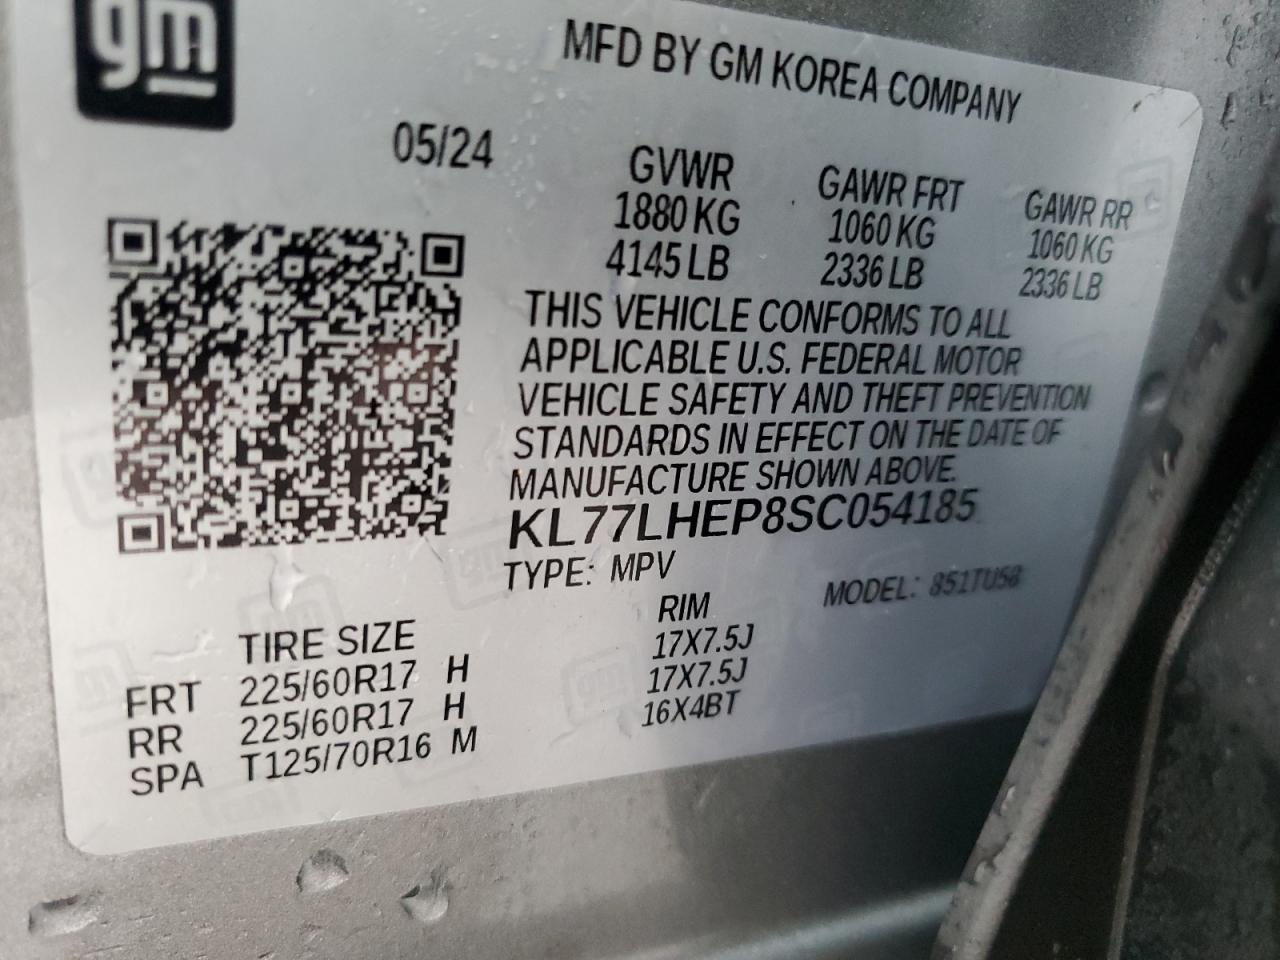 gm
MFD BY GM KOREA COMPANY
05/24
GVWR GAWR FRT GAWR RR
1880 KG 1060 KG 1060 KG
4145 LB 2336 LB 2336 LB
THIS VEHICLE CONFORMS TO ALL
APPLICABLE U.S. FEDERAL MOTOR
VEHICLE SAFETY AND THEFT PREVENTION
STANDARDS IN EFFECT ON THE DATE OF
MANUFACTURE SHOWN ABOVE.
KL77LHEP8SC054185
TYPE: MPV MODEL: 851TU58
TIRE SIZE RIM
FRT 225/60R17 H 17X7.5J
RR 225/60R17 H 17X7.5J
SPA T125/70R16 M 16X4BT